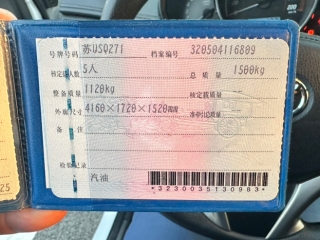 号牌号码 苏USQ271 档案编号 320504116809
核定载人数 5人 总质量 1500kg
整备质量 1120kg 核定载质量
外廓尺寸 4160×1720×1520mm 准牵引总质量
备注
检验记录
汽油
*3230035130983*
25